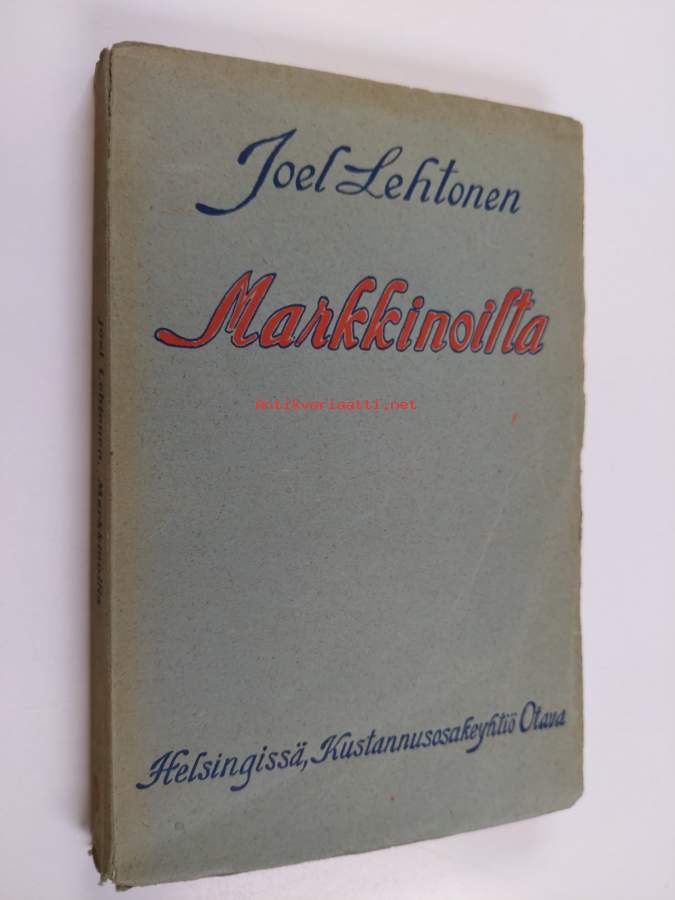 Joel Lehtonen
Markkinoilta
Antikvariaatti.net
Helsingissä, Kustannusosakeyhtiö Otava
Joel Lehtonen. Markkinoilta